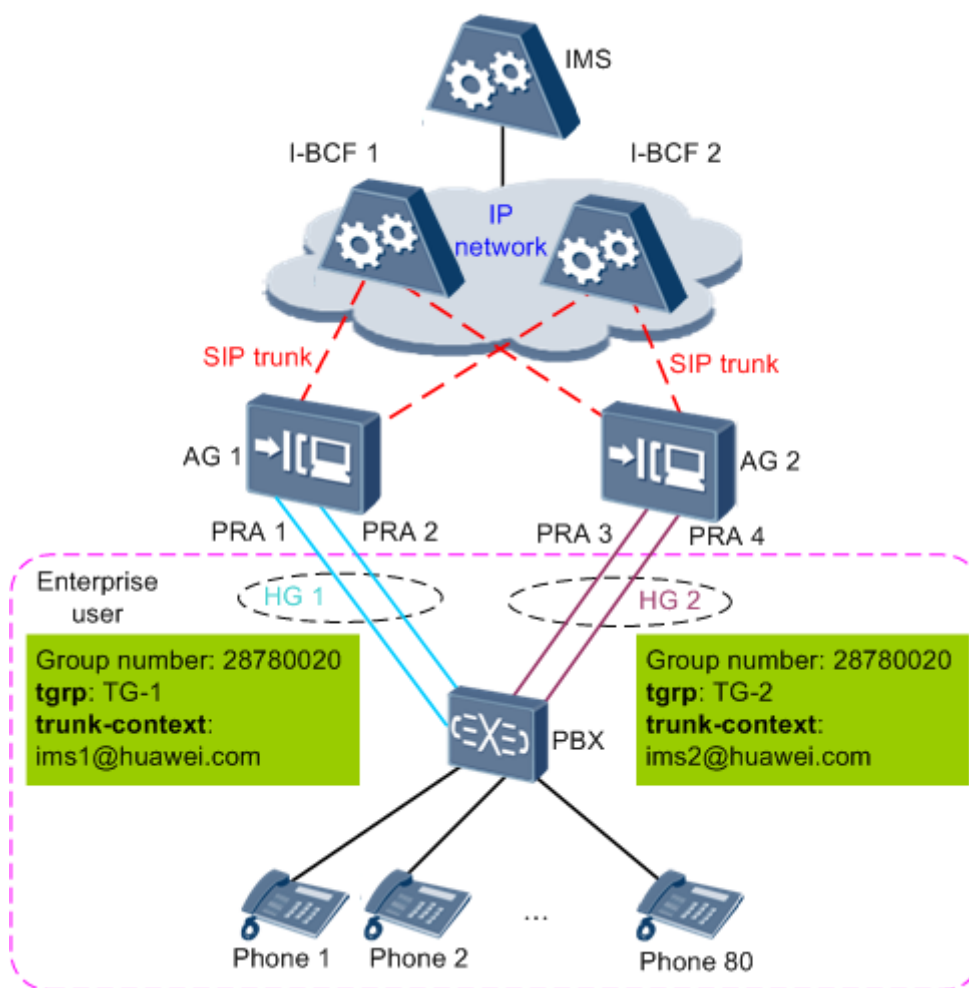 IMS
I-BCF 1
I-BCF 2
IP
network
SIP trunk
SIP trunk
AG 1
AG 2
PRA 1
PRA 2
PRA 3
PRA 4
Enterprise
user
HG 1
HG 2
Group number: 28780020
tgrp: TG-1
trunk-context:
ims1@huawei.com
Group number: 28780020
tgrp: TG-2
trunk-context:
ims2@huawei.com
PBX
...
Phone 1
Phone 2
Phone 80